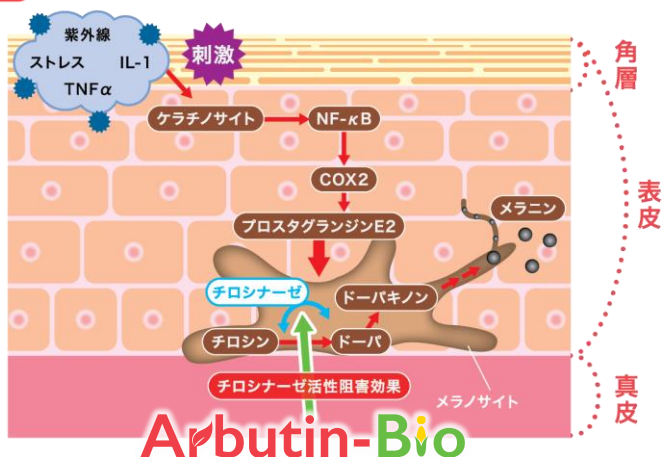 紫外線
ストレス IL-1
TNFα
刺激
角層
ケラチノサイト
NF-κB
COX2
プロスタグランジンE2
表皮
メラニン
チロシナーゼ
ドーパキノン
チロシン
ドーパ
チロシナーゼ活性阻害効果
メラノサイト
真皮
Arbutin-Bio